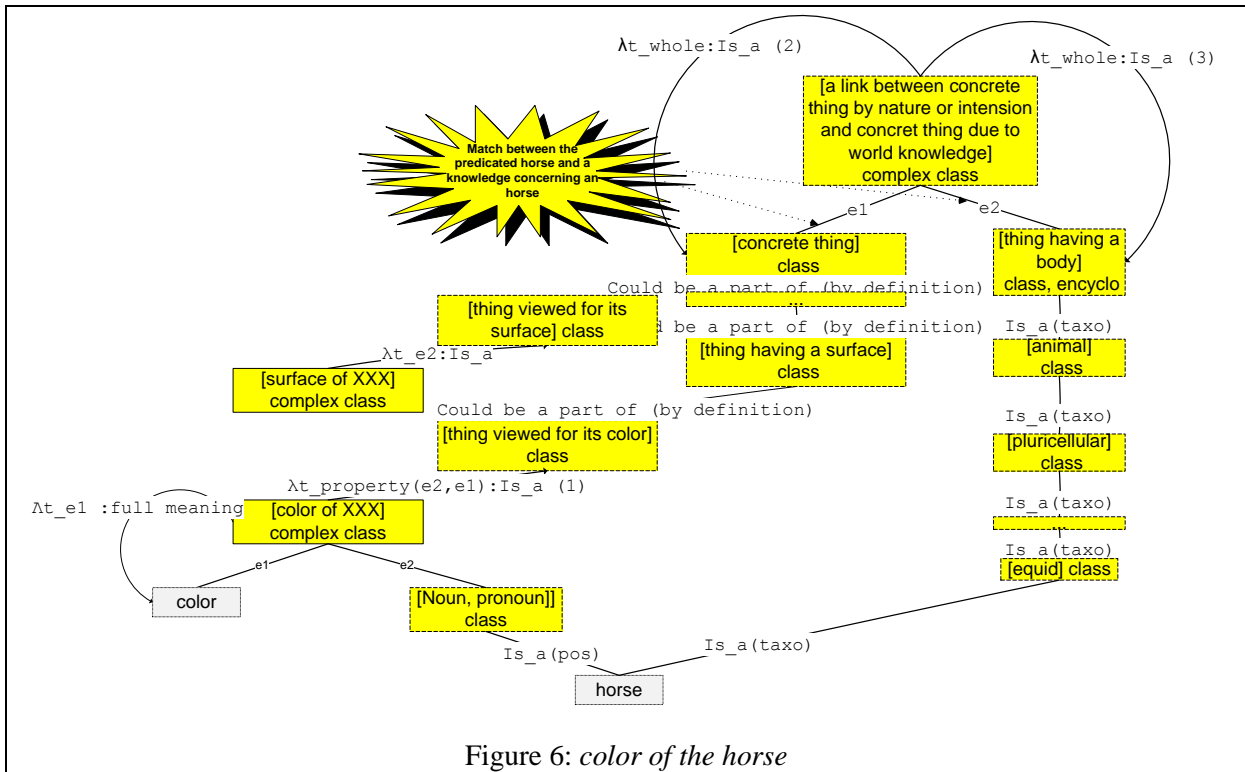 λt_whole:Is_a (2)
λt_whole:Is_a (3)
[a link between concrete
thing by nature or intension
and concret thing due to
world knowledge]
complex class
Match between the
predicated horse and a
knowledge concerning an
horse
e1
e2
[concrete thing]
class
[thing having a
body]
class, encyclo
Could be a part of (by definition)
...
[thing viewed for its
surface] class
ld be a part of (by definition)
Is_a(taxo)
λt_e2:Is_a
[thing having a surface]
class
[animal]
class
[surface of XXX]
complex class
Could be a part of (by definition)
Is_a(taxo)
[thing viewed for its color]
class
[pluricellular]
class
λt_property(e2,e1):Is_a (1)
Λt_e1 :full meaning
[color of XXX]
complex class
Is_a(taxo)
...
Is_a(taxo)
e1
e2
[equid] class
color
[Noun, pronoun]]
class
Is_a(pos)
Is_a(taxo)
horse
Figure 6: color of the horse